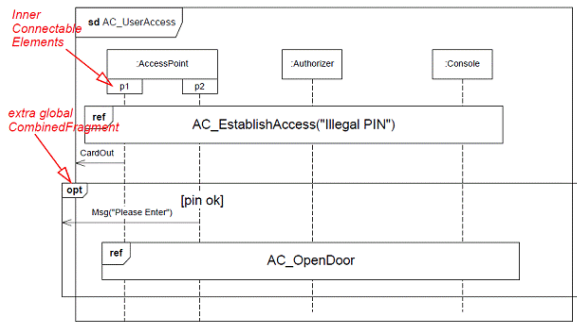 Inner
Connectable
Elements
sd AC_UserAccess
:AccessPoint
:Authorizer
:Console
p1
p2
extra global
CombinedFragment
ref
AC_EstablishAccess("Illegal PIN")
CardOut
opt
[pin ok]
Msg("Please Enter")
ref
AC_OpenDoor